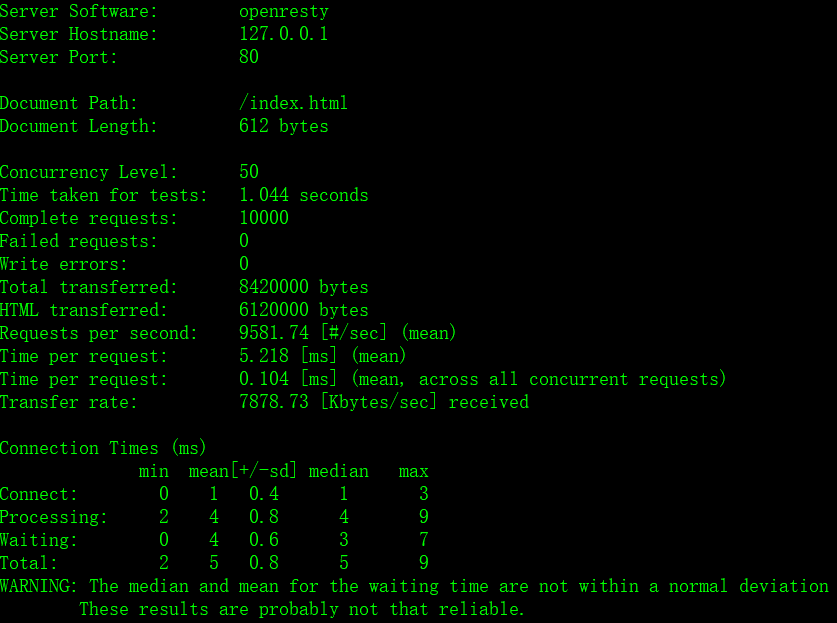 Server Software:        openresty
Server Hostname:        127.0.0.1
Server Port:            80

Document Path:          /index.html
Document Length:        612 bytes

Concurrency Level:      50
Time taken for tests:   1.044 seconds
Complete requests:      10000
Failed requests:        0
Write errors:           0
Total transferred:      8420000 bytes
HTML transferred:       6120000 bytes
Requests per second:    9581.74 [#/sec] (mean)
Time per request:       5.218 [ms] (mean)
Time per request:       0.104 [ms] (mean, across all concurrent requests)
Transfer rate:          7878.73 [Kbytes/sec] received

Connection Times (ms)
              min  mean[+/-sd] median   max
Connect:        0    1   0.4      1       3
Processing:     2    4   0.8      4       9
Waiting:        0    4   0.6      3       7
Total:          2    5   0.8      5       9
WARNING: The median and mean for the waiting time are not within a normal deviation
        These results are probably not that reliable.